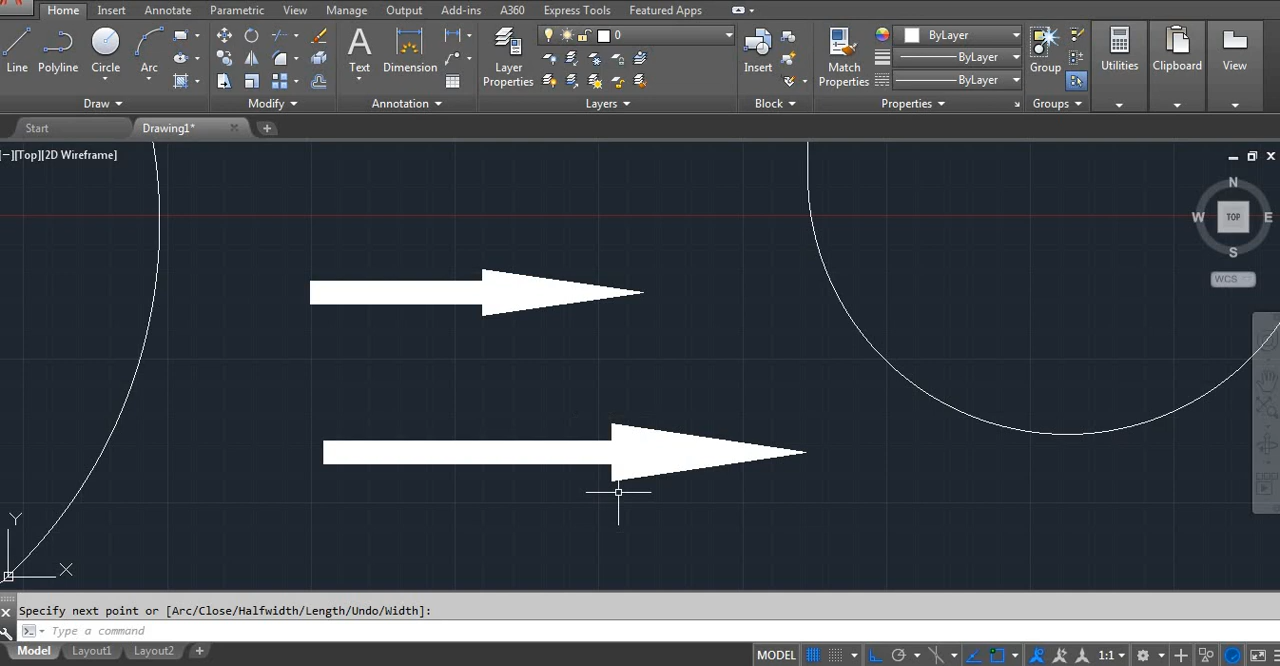 Home Insert Annotate Parametric View Manage Output Add-ins A360 Express Tools Featured Apps
0 ByLayer
ByLayer
Line Polyline Circle Arc Text Dimension Layer Properties Insert Match Properties Group Utilities Clipboard View
ByLayer
Draw Modify Annotation Layers Block Properties Groups
Start Drawing1* +
−][Top][2D Wireframe]
N
W TOP E
S
WCS
Y
X
Specify next point or [Arc/Close/Halfwidth/Length/Undo/Width]:
Type a command
Model Layout1 Layout2 + MODEL 1:1